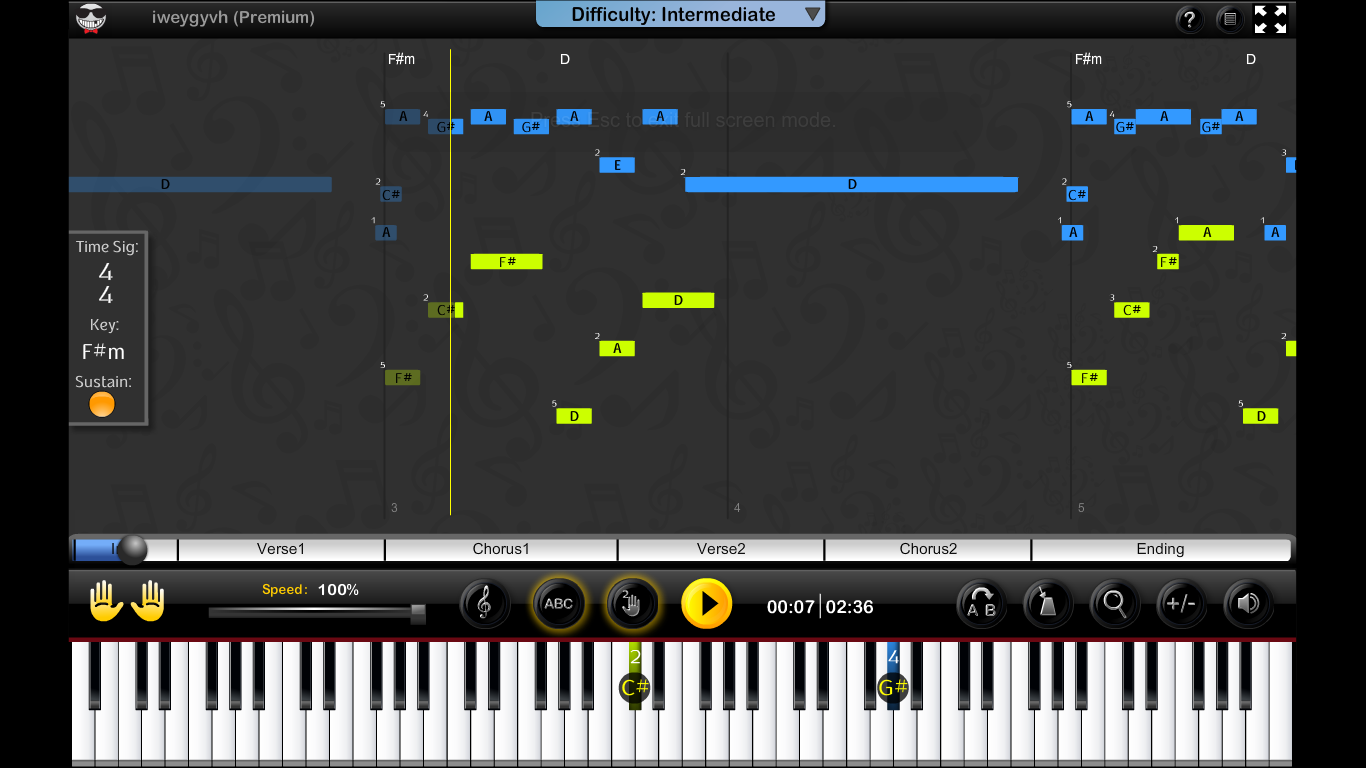 iweygyvh (Premium)
Difficulty: Intermediate
?
F#m D F#m D
Press Esc to exit full screen mode.
5 A 4 G# A G# A A 5 A 4 G# A G# A
2 E 3
D 2 C# 2 D 2 C#
1 A 1 A 1 A 1 A
F# 2 F#
D
2 C# 3 C#
2 A 2
5 F# 5 F#
5 D 5 D
Time Sig:
4
4
Key:
F#m
Sustain:
3 4 5
Verse1 Chorus1 Verse2 Chorus2 Ending
Speed: 100%
ABC
2
00:07 02:36
A B
+/-
2 4
C# G#